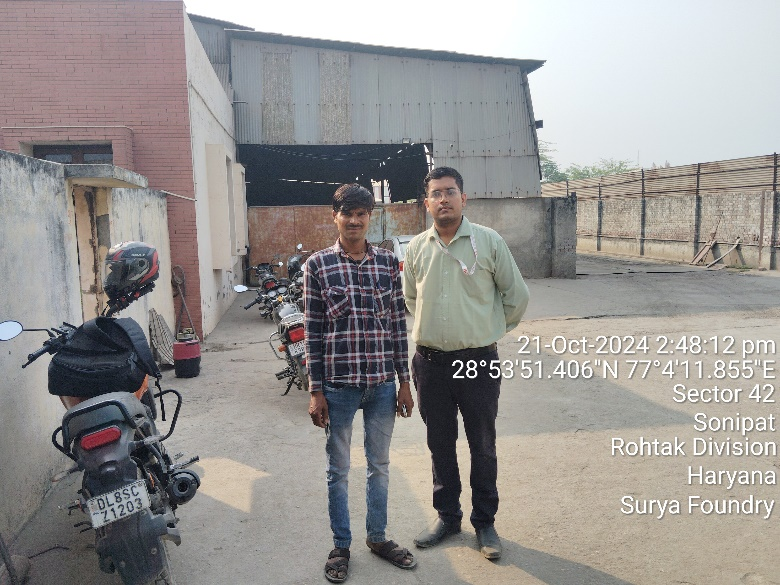 21-Oct-2024 2:48:12 pm
28°53'51.406"N 77°4'11.855"E
Sector 42
Sonipat
Rohtak Division
Haryana
Surya Foundry
DL8SC
Z1203